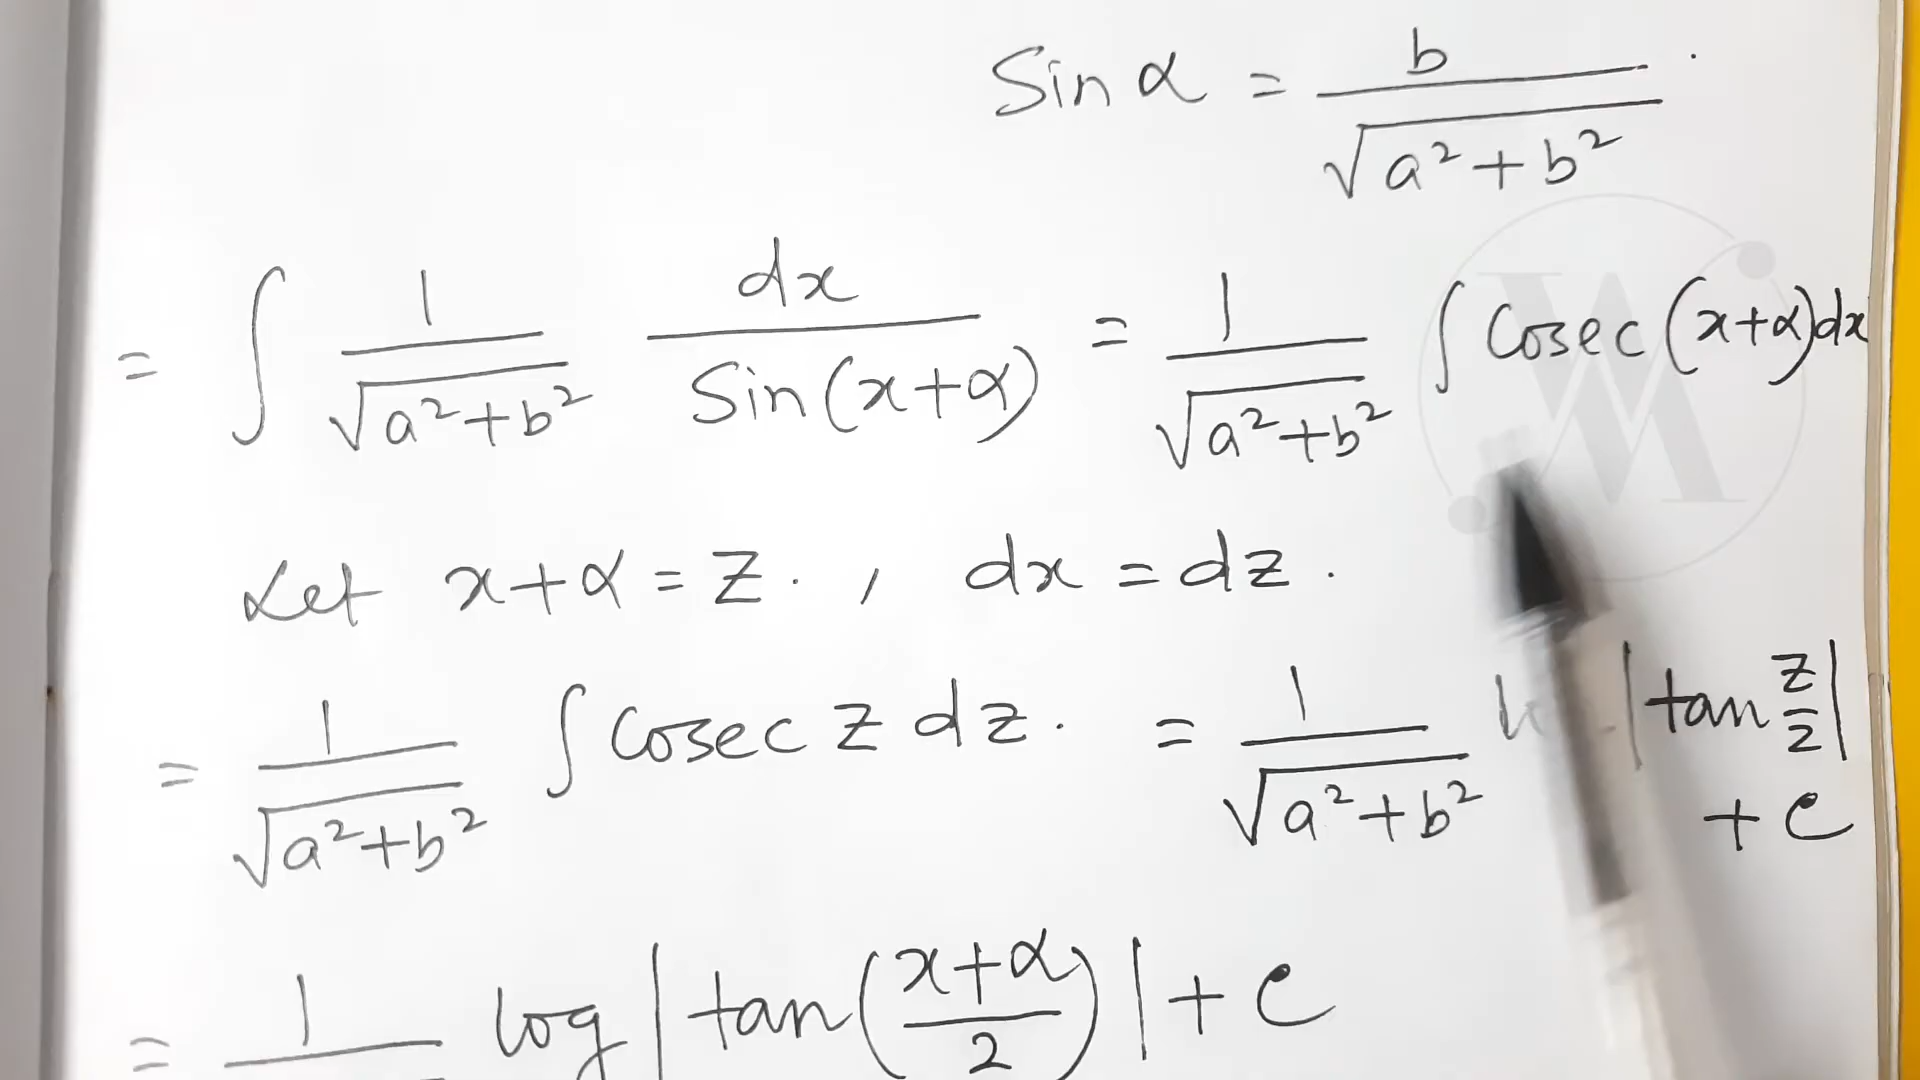 Sin α = b / √a²+b² .
= ∫ 1 / √a²+b² dx / Sin(x+α) = 1 / √a²+b² ∫ Cosec (x+α)dx
Let x+α = z . , dx = dz .
= 1 / √a²+b² ∫ Cosec z dz . = 1 / √a²+b² |tan z/2|
+ c
= 1 log |tan(x+α / 2)| + c